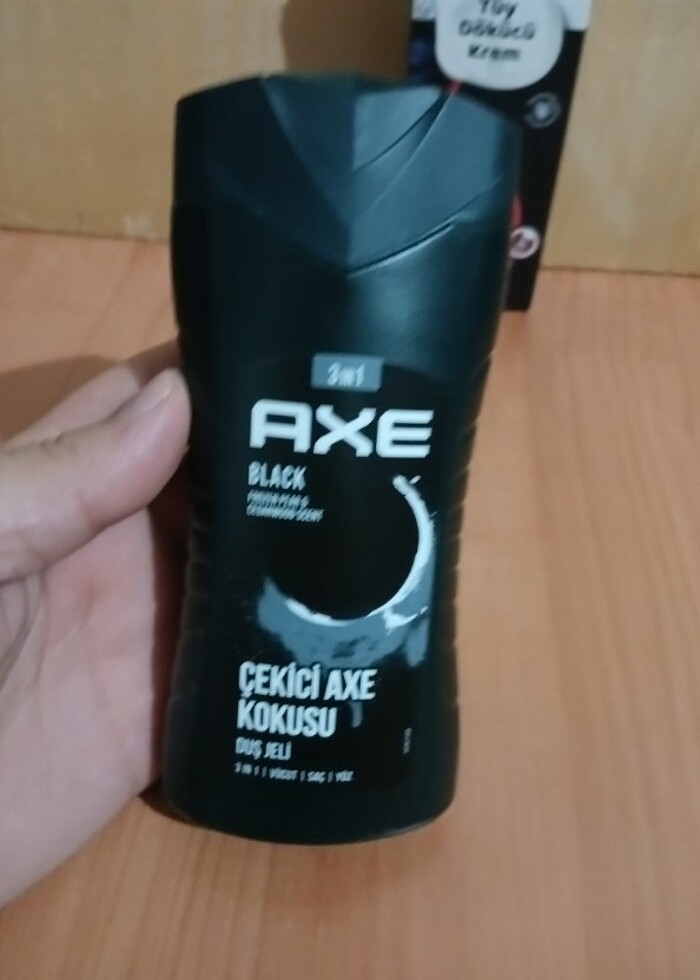 Tüy
Dökücü
Krem
3in1
AXE
BLACK
FROZEN PEAR &
CEDARWOOD SCENT
ÇEKİCİ AXE
KOKUSU
DUŞ JELİ
3 IN 1 | VÜCUT | SAÇ | YÜZ